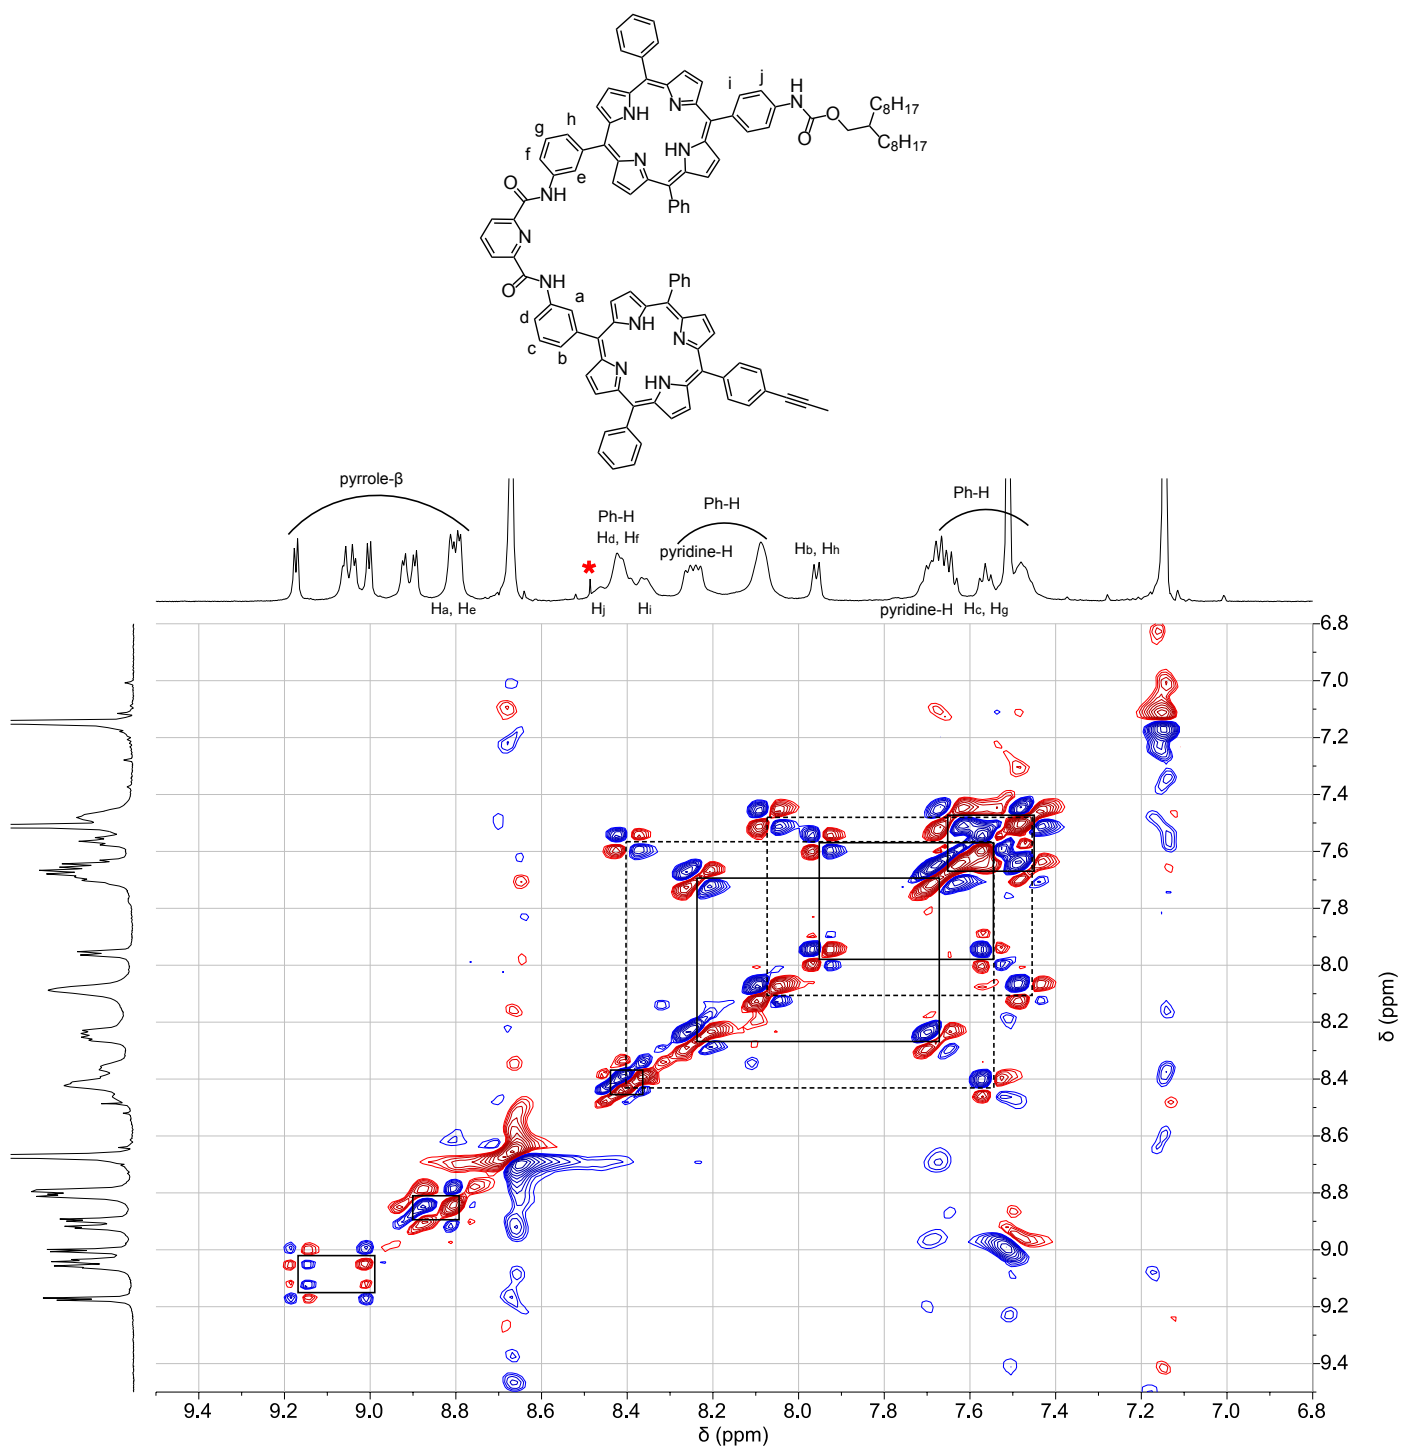 i
j
H
N
O
O
C8H17
C8H17
NH
N
N
HN
g
h
f
e
O
NH
Ph
N
O
NH
a
d
c
b
Ph
NH
N
N
HN
pyrrole-β
Ph-H
Hd, Hf
*
Ph-H
pyridine-H
Hb, Hh
Ph-H
Ha, He
Hj
Hi
pyridine-H
Hc, Hg
6.8
7.0
7.2
7.4
7.6
7.8
8.0
8.2
8.4
8.6
8.8
9.0
9.2
9.4
δ (ppm)
9.4 9.2 9.0 8.8 8.6 8.4 8.2 8.0 7.8 7.6 7.4 7.2 7.0 6.8
δ (ppm)